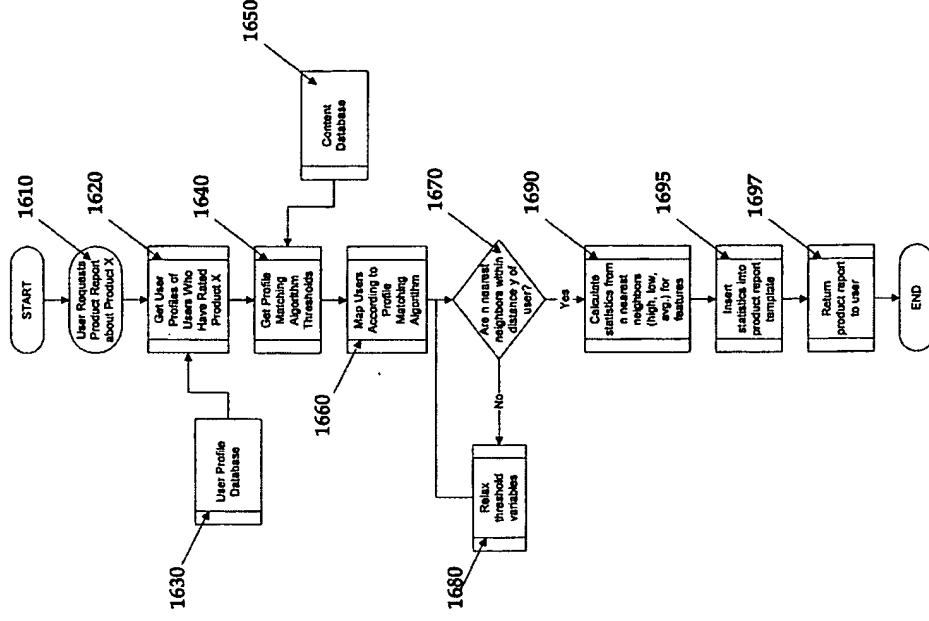 START
1610
User Requests
Product Report
about Product X
1620
Get User
Profiles of
Users Who
Have Rated
Product X
1630
User Profile
Database
1640
Get Profile
Matching
Algorithm
Thresholds
1650
Content
Database
1660
Map Users
According to
Profile
Matching
Algorithm
1670
Are n nearest
neighbors within
distance y of
user?
No
1680
Relax
threshold
variables
Yes
1690
Calculate
statistics from
n nearest
neighbors
(high, low,
avg.) for
features
1695
Insert
statistics into
product report
template
1697
Return
product report
to user
END